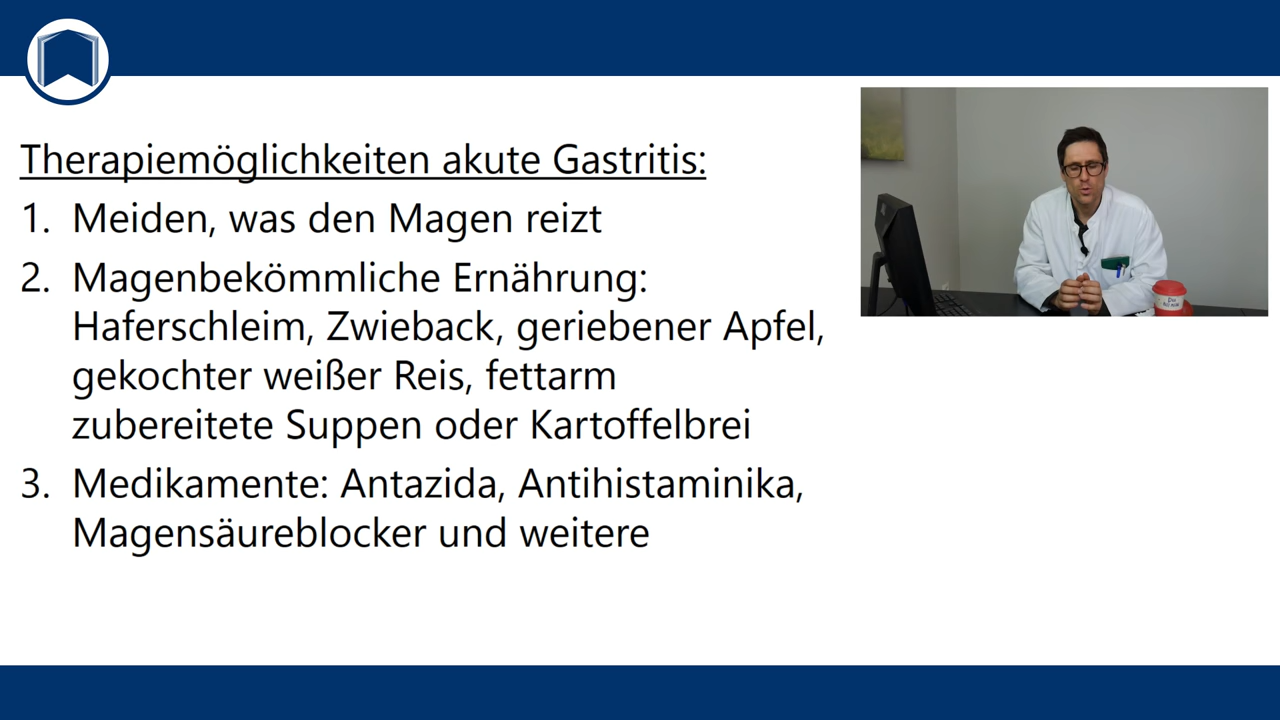 Therapiemöglichkeiten akute Gastritis:
1. Meiden, was den Magen reizt
2. Magenbekömmliche Ernährung:
Haferschleim, Zwieback, geriebener Apfel,
gekochter weißer Reis, fettarm
zubereitete Suppen oder Kartoffelbrei
3. Medikamente: Antazida, Antihistaminika,
Magensäureblocker und weitere